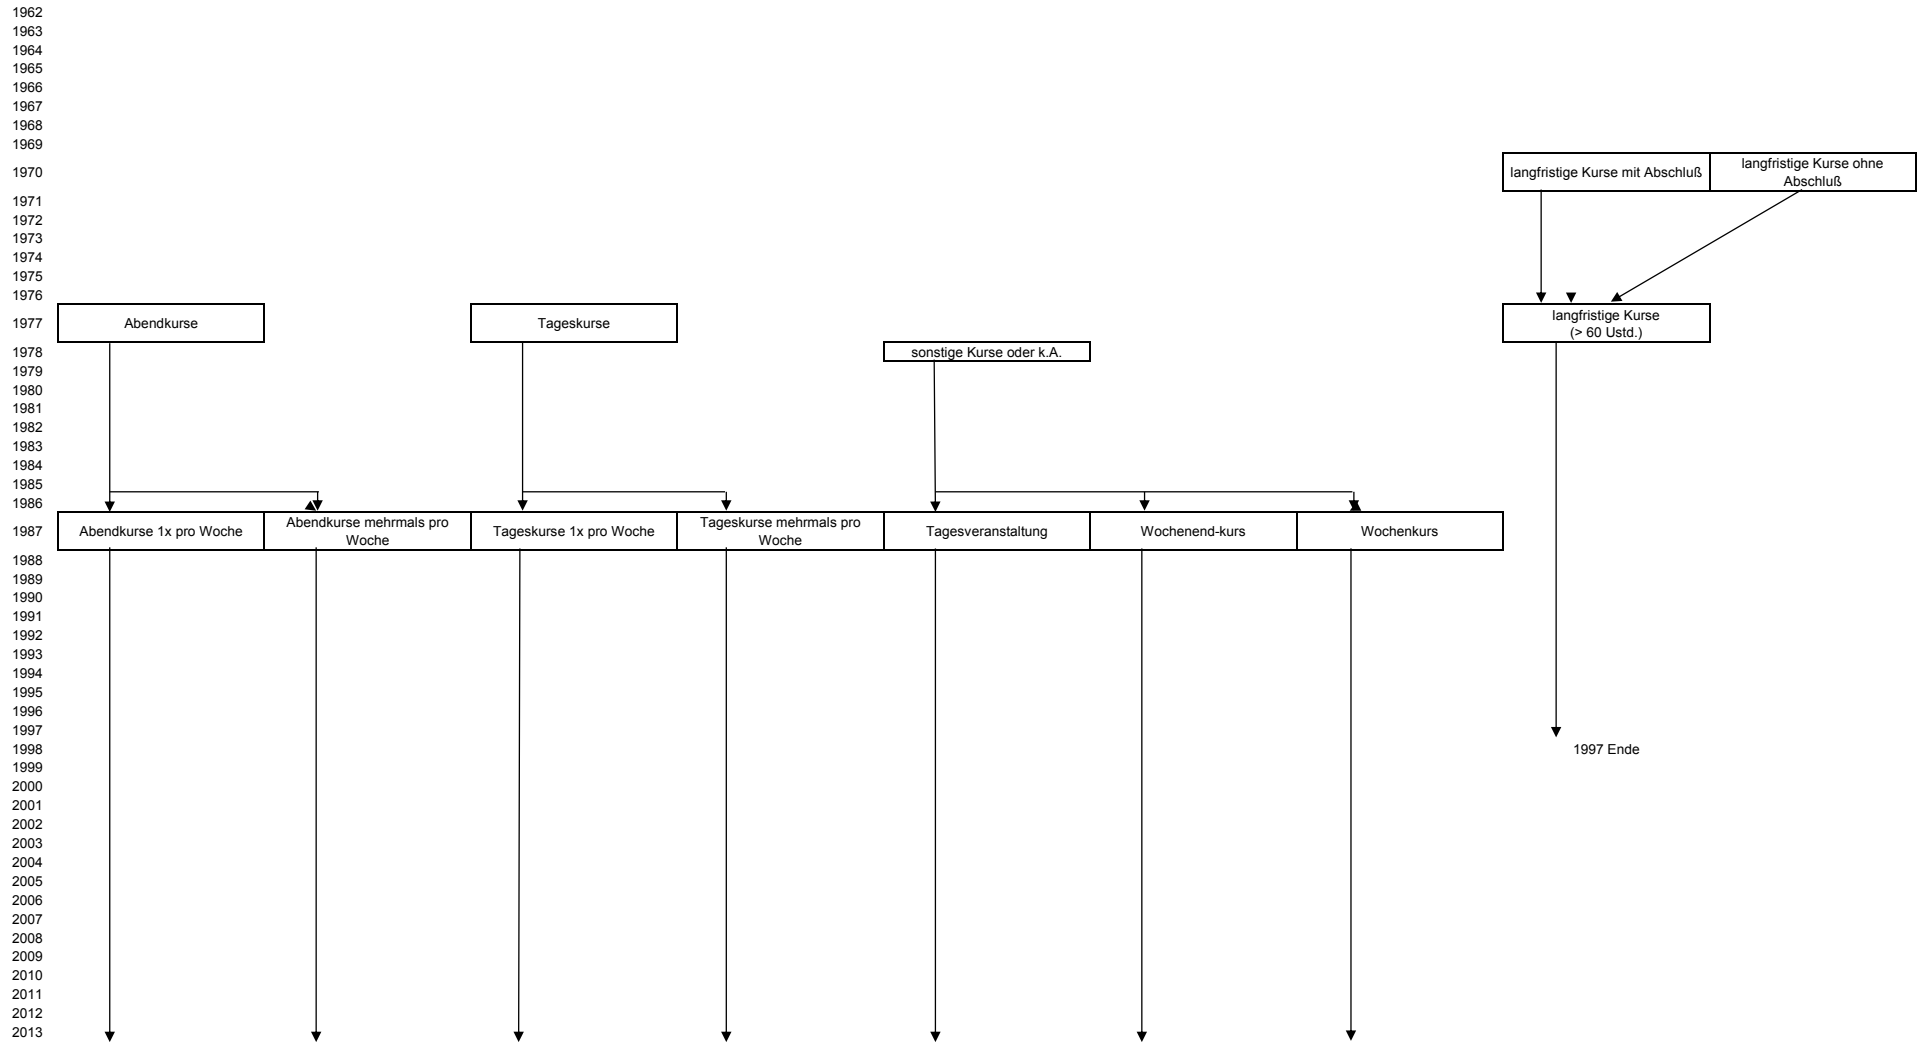 1962
1963
1964
1965
1966
1967
1968
1969
1970
langfristige Kurse mit Abschluß
langfristige Kurse ohne
Abschluß
1971
1972
1973
1974
1975
1976
1977
Abendkurse
Tageskurse
langfristige Kurse
(> 60 Ustd.)
1978
sonstige Kurse oder k.A.
1979
1980
1981
1982
1983
1984
1985
1986
1987
Abendkurse 1x pro Woche
Abendkurse mehrmals pro
Woche
Tageskurse 1x pro Woche
Tageskurse mehrmals pro
Woche
Tagesveranstaltung
Wochenend-kurs
Wochenkurs
1988
1989
1990
1991
1992
1993
1994
1995
1996
1997
1998
1997 Ende
1999
2000
2001
2002
2003
2004
2005
2006
2007
2008
2009
2010
2011
2012
2013